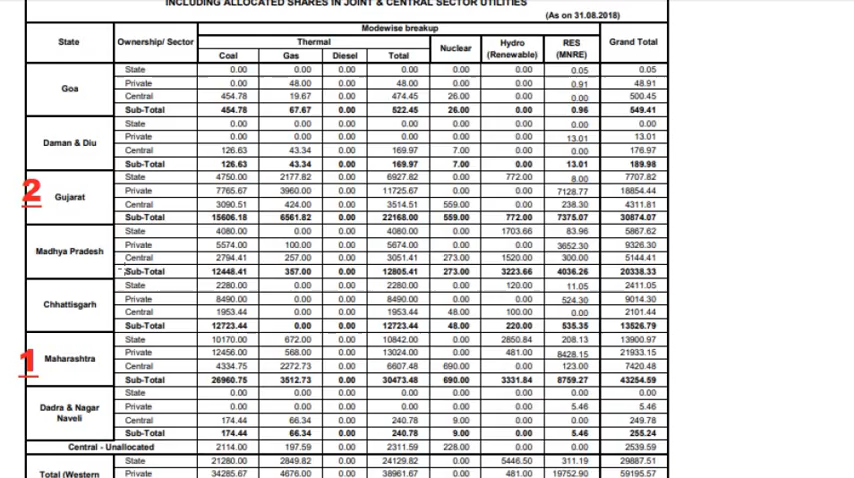 INCLUDING ALLOCATED SHARES IN JOINT & CENTRAL SECTOR UTILITIES
(As on 31.08.2018)
State Ownership/ Sector Modewise breakup Grand Total
Thermal Nuclear Hydro (Renewable) RES (MNRE)
Coal Gas Diesel Total
Goa
State 0.00 0.00 0.00 0.00 0.00 0.00 0.05 0.05
Private 0.00 48.00 0.00 48.00 0.00 0.00 0.91 48.91
Central 454.78 19.67 0.00 474.45 26.00 0.00 0.00 500.45
Sub-Total 454.78 67.67 0.00 522.45 26.00 0.00 0.96 549.41
Daman & Diu
State 0.00 0.00 0.00 0.00 0.00 0.00 0.00 0.00
Private 0.00 0.00 0.00 0.00 0.00 0.00 13.01 13.01
Central 126.63 43.34 0.00 169.97 7.00 0.00 0.00 176.97
Sub-Total 126.63 43.34 0.00 169.97 7.00 0.00 13.01 189.98
2 Gujarat
State 4750.00 2177.82 0.00 6927.82 0.00 772.00 8.00 7707.82
Private 7765.67 3960.00 0.00 11725.67 0.00 0.00 7128.77 18854.44
Central 3090.51 424.00 0.00 3514.51 559.00 0.00 238.30 4311.81
Sub-Total 15606.18 6561.82 0.00 22168.00 559.00 772.00 7375.07 30874.07
Madhya Pradesh
State 4080.00 0.00 0.00 4080.00 0.00 1703.66 83.96 5867.62
Private 5574.00 100.00 0.00 5674.00 0.00 0.00 3652.30 9326.30
Central 2794.41 257.00 0.00 3051.41 273.00 1520.00 300.00 5144.41
Sub-Total 12448.41 357.00 0.00 12805.41 273.00 3223.66 4036.26 20338.33
Chhattisgarh
State 2280.00 0.00 0.00 2280.00 0.00 120.00 11.05 2411.05
Private 8490.00 0.00 0.00 8490.00 0.00 0.00 524.30 9014.30
Central 1953.44 0.00 0.00 1953.44 48.00 100.00 0.00 2101.44
Sub-Total 12723.44 0.00 0.00 12723.44 48.00 220.00 535.35 13526.79
1 Maharashtra
State 10170.00 672.00 0.00 10842.00 0.00 2850.84 208.13 13900.97
Private 12456.00 568.00 0.00 13024.00 0.00 481.00 8428.15 21933.15
Central 4334.75 2272.73 0.00 6607.48 690.00 0.00 123.00 7420.48
Sub-Total 26960.75 3512.73 0.00 30473.48 690.00 3331.84 8759.27 43254.59
Dadra & Nagar Naveli
State 0.00 0.00 0.00 0.00 0.00 0.00 0.00 0.00
Private 0.00 0.00 0.00 0.00 0.00 0.00 5.46 5.46
Central 174.44 66.34 0.00 240.78 9.00 0.00 0.00 249.78
Sub-Total 174.44 66.34 0.00 240.78 9.00 0.00 5.46 255.24
Central - Unallocated 2114.00 197.59 0.00 2311.59 228.00 0.00 0.00 2539.59
Total (Western
State 21280.00 2849.82 0.00 24129.82 0.00 5446.50 311.19 29887.51
Private 34285.67 4676.00 0.00 38961.67 0.00 481.00 19752.90 59195.57